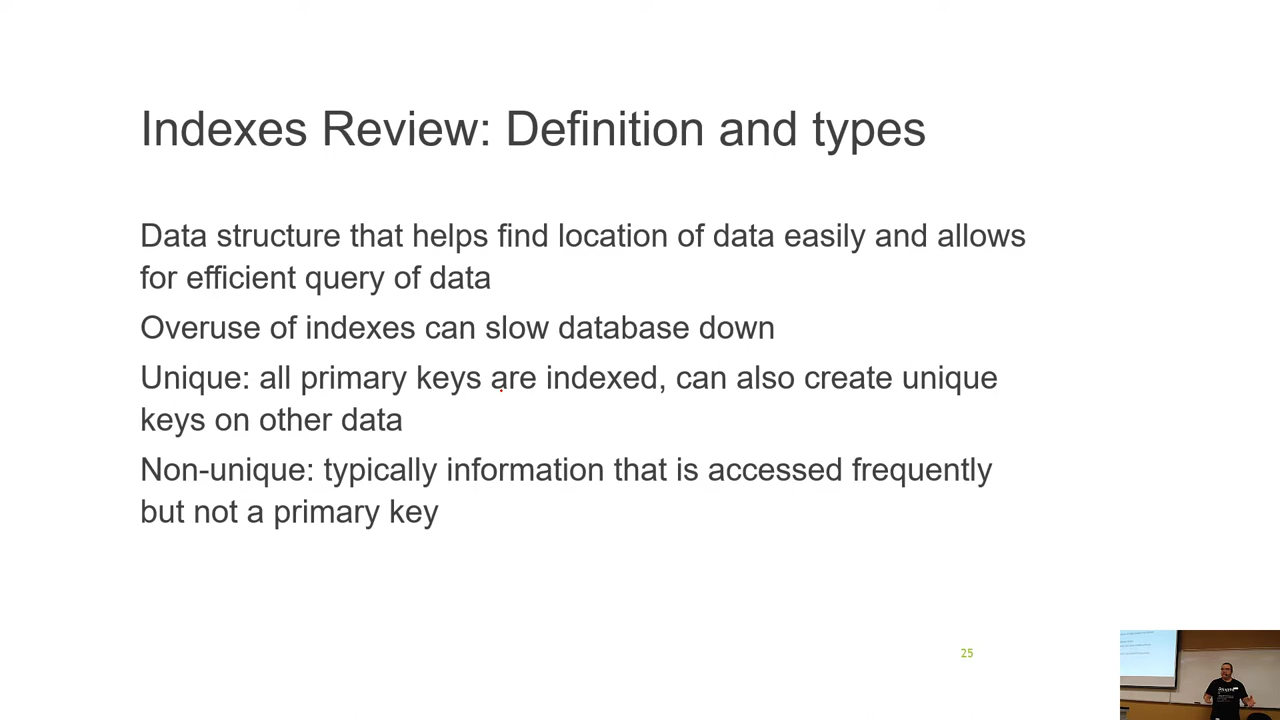 Indexes Review: Definition and types
Data structure that helps find location of data easily and allows
for efficient query of data
Overuse of indexes can slow database down
Unique: all primary keys are indexed, can also create unique
keys on other data
Non-unique: typically information that is accessed frequently
but not a primary key
25